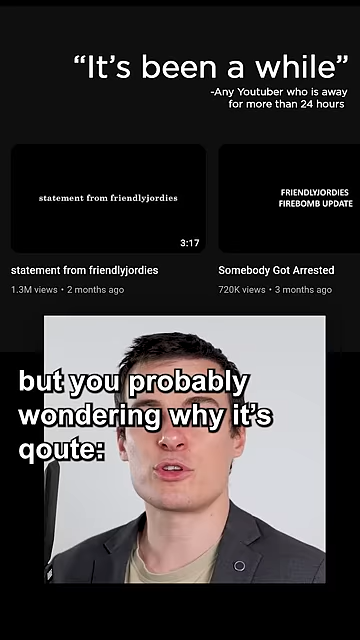 “It’s been a while”
-Any Youtuber who is away
for more than 24 hours
statement from friendlyjordies
3:17
FRIENDLYJORDIES
FIREBOMB UPDATE
statement from friendlyjordies
Somebody Got Arrested
1.3M views • 2 months ago
720K views • 3 months ago
but you probably
wondering why it’s
qoute: